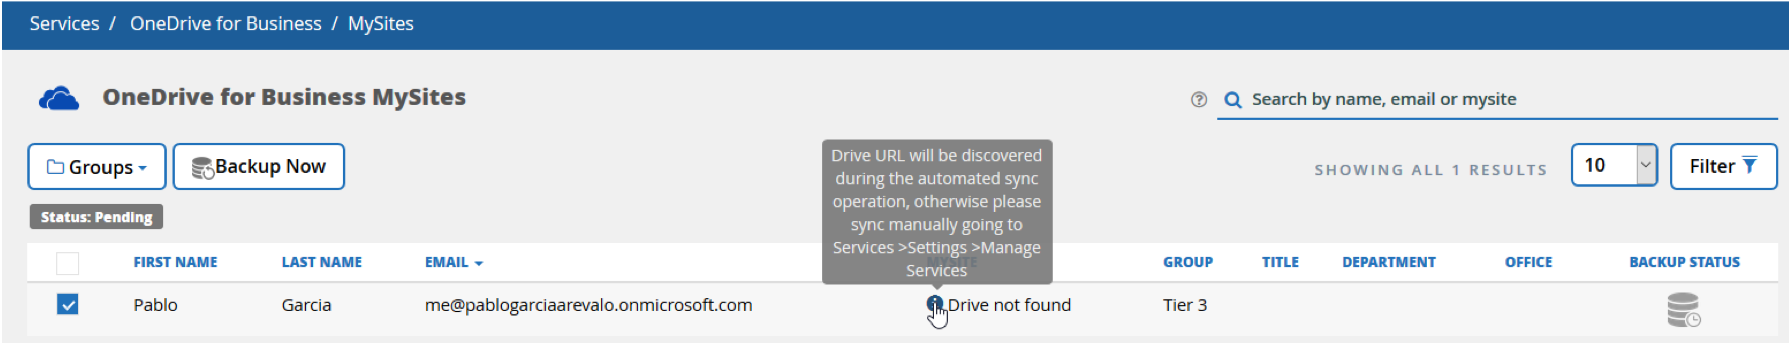 Services / OneDrive for Business / MySites
OneDrive for Business MySites
Search by name, email or mysite
Groups
Backup Now
Drive URL will be discovered
during the automated sync
operation, otherwise please
sync manually going to
Services >Settings >Manage
Services
SHOWING ALL 1 RESULTS
10
Filter
Status: Pending
FIRST NAME LAST NAME EMAIL MYSITE GROUP TITLE DEPARTMENT OFFICE BACKUP STATUS
Pablo Garcia me@pablogarciaarevalo.onmicrosoft.com Drive not found Tier 3